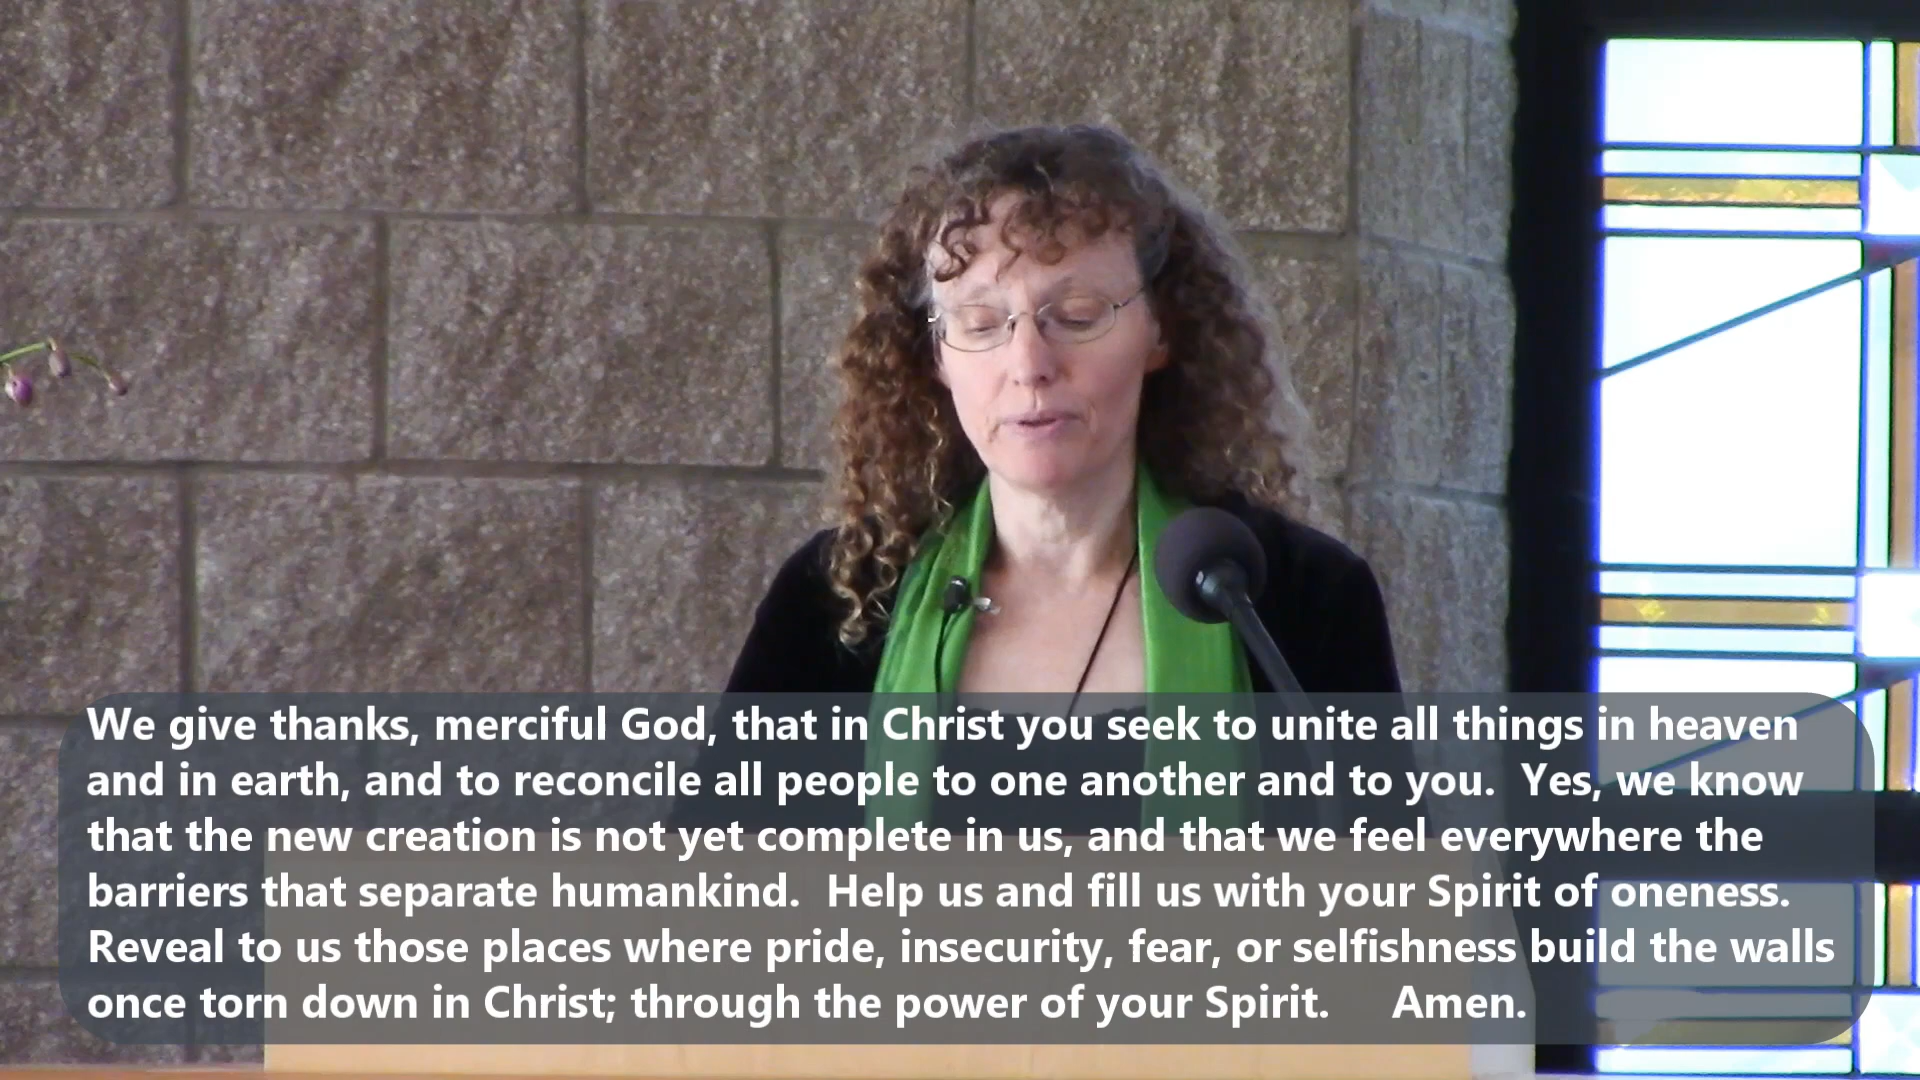 We give thanks, merciful God, that in Christ you seek to unite all things in heaven
and in earth, and to reconcile all people to one another and to you.  Yes, we know
that the new creation is not yet complete in us, and that we feel everywhere the
barriers that separate humankind.  Help us and fill us with your Spirit of oneness.
Reveal to us those places where pride, insecurity, fear, or selfishness build the walls
once torn down in Christ; through the power of your Spirit.     Amen.